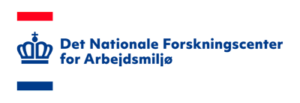 Det Nationale Forskningscenter
for Arbejdsmiljø